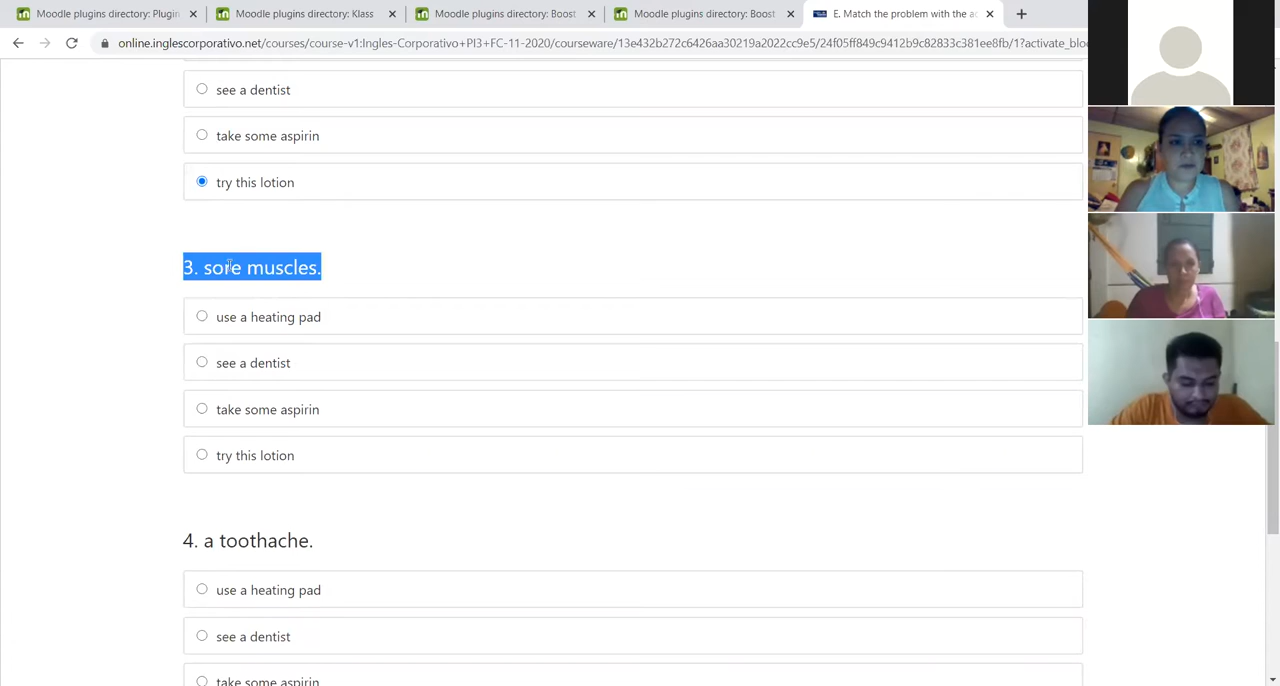 Moodle plugins directory: Plugin
Moodle plugins directory: Klass
Moodle plugins directory: Boost
Moodle plugins directory: Boost
E. Match the problem with the ac
online.inglescorporativo.net/courses/course-v1:Ingles-Corporativo+PI3+FC-11-2020/courseware/13e432b272c6426aa30219a2022cc9e5/24f05ff849c9412b9c82833c381ee8fb/1?activate_bloc
see a dentist
take some aspirin
try this lotion
3. sore muscles.
use a heating pad
see a dentist
take some aspirin
try this lotion
4. a toothache.
use a heating pad
see a dentist
take some aspirin